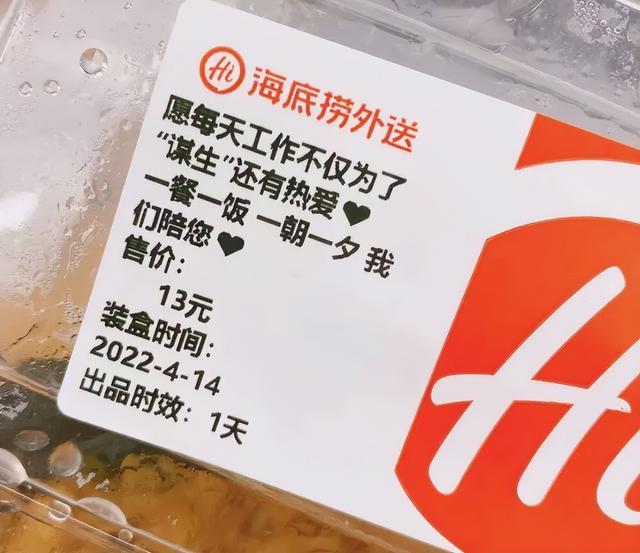 Hi 海底捞外送
愿每天工作不仅为了
“谋生”还有热爱♥
一餐一饭 一朝一夕 我
们陪您♥
售价：
13元
装盒时间：
2022-4-14
出品时效：1天
Hi